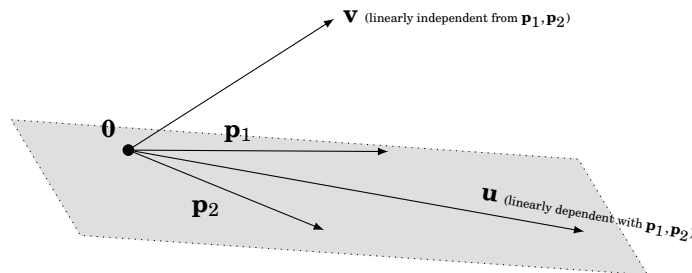 v (linearly independent from p₁,p₂)
0
p₁
u (linearly dependent with p₁,p₂)
p₂